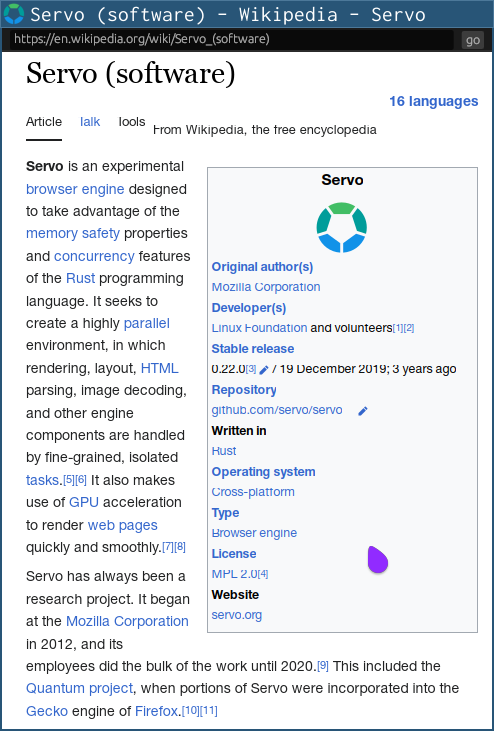 Servo (software) – Wikipedia – Servo
https://en.wikipedia.org/wiki/Servo_(software)
go
Servo (software)
16 languages
Article Talk Tools From Wikipedia, the free encyclopedia
Servo is an experimental
browser engine designed
to take advantage of the
memory safety properties
and concurrency features
of the Rust programming
language. It seeks to
create a highly parallel
environment, in which
rendering, layout, HTML
parsing, image decoding,
and other engine
components are handled
by fine-grained, isolated
tasks.[5][6] It also makes
use of GPU acceleration
to render web pages
quickly and smoothly.[7][8]
Servo
Original author(s)
Mozilla Corporation
Developer(s)
Linux Foundation and volunteers[1][2]
Stable release
0.22.0[3] / 19 December 2019; 3 years ago
Repository
github.com/servo/servo
Written in
Rust
Operating system
Cross-platform
Type
Browser engine
License
MPL 2.0[4]
Website
servo.org
Servo has always been a
research project. It began
at the Mozilla Corporation
in 2012, and its
employees did the bulk of the work until 2020.[9] This included the
Quantum project, when portions of Servo were incorporated into the
Gecko engine of Firefox.[10][11]